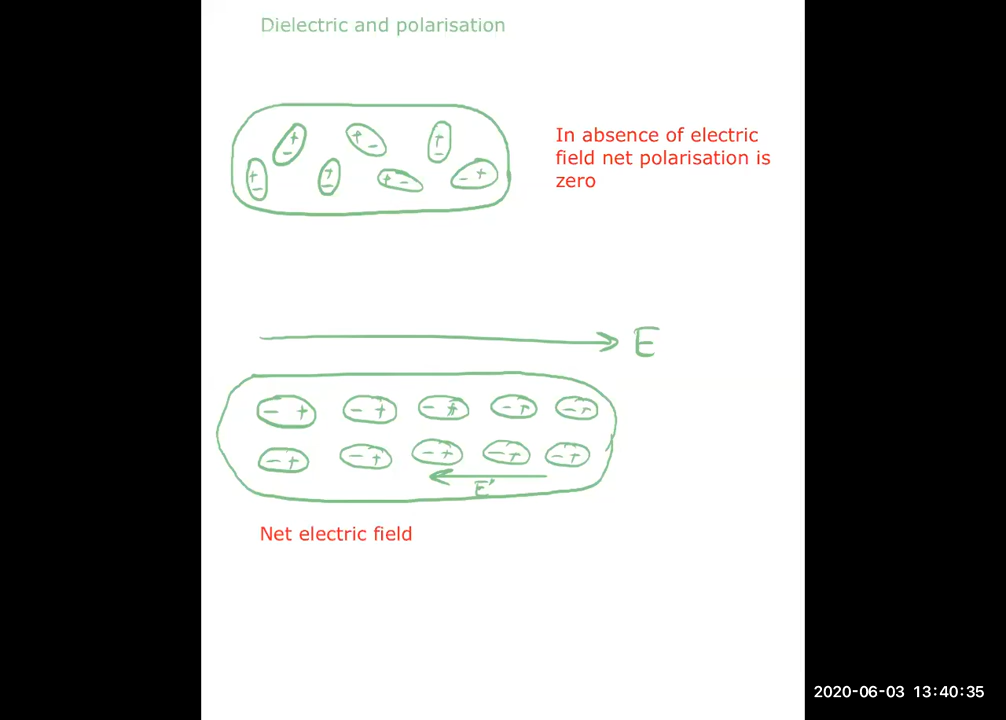 Dielectric and polarisation
In absence of electric
field net polarisation is
zero
+ + +
- - -
+ + + - - +
- -
E
- + - + - + - + - +
- + - + - + - + - +
E'
Net electric field
2020-06-03 13:40:35